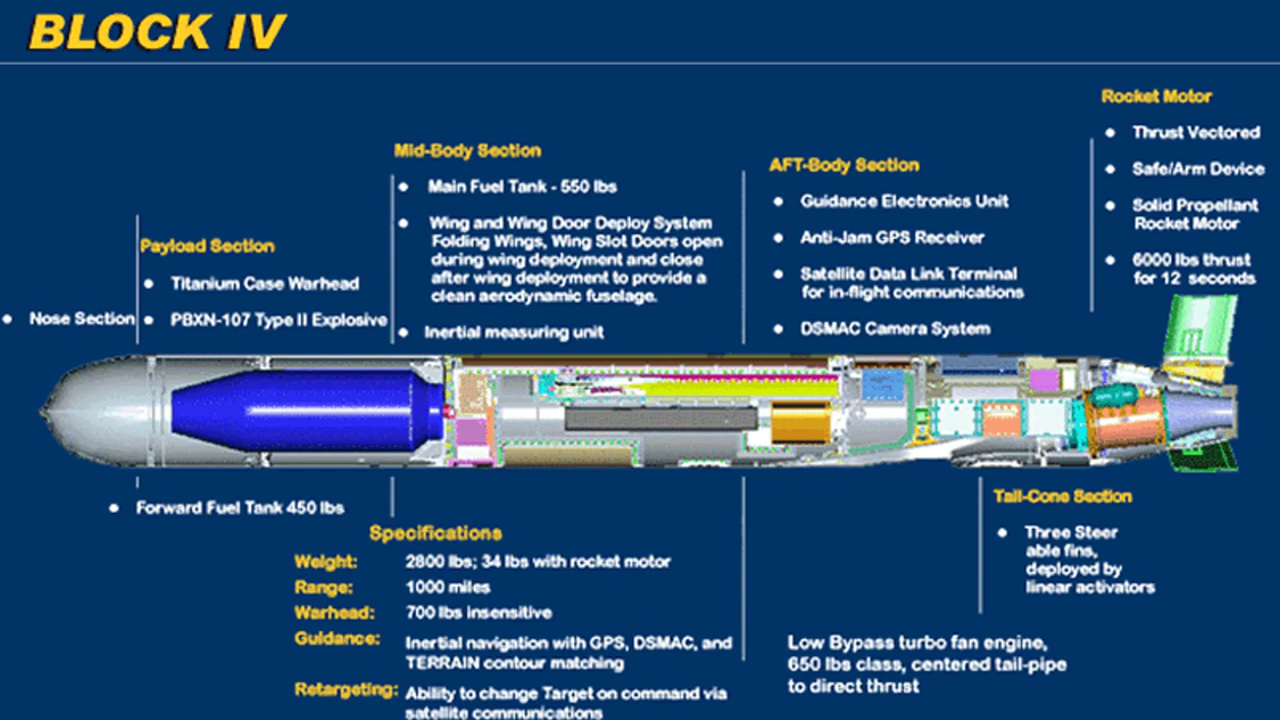 BLOCK IV
Rocket Motor
● Thrust Vectored
● Safe/Arm Device
● Solid Propellant
Rocket Motor
● 6000 lbs thrust
for 12 seconds
Mid-Body Section
● Main Fuel Tank - 550 lbs
● Wing and Wing Door Deploy System
Folding Wings, Wing Slot Doors open
during wing deployment and close
after wing deployment to provide a
clean aerodynamic fuselage.
● Inertial measuring unit
AFT-Body Section
● Guidance Electronics Unit
● Anti-Jam GPS Receiver
● Satellite Data Link Terminal
for in-flight communications
● DSMAC Camera System
Payload Section
● Titanium Case Warhead
● PBXN-107 Type II Explosive
● Nose Section
● Forward Fuel Tank 450 lbs
Specifications
Weight: 2800 lbs; 34 lbs with rocket motor
Range: 1000 miles
Warhead: 700 lbs insensitive
Guidance: Inertial navigation with GPS, DSMAC, and
TERRAIN contour matching
Retargeting: Ability to change Target on command via
satellite communications
Tail-Cone Section
● Three Steer
able fins,
deployed by
linear activators
Low Bypass turbo fan engine,
650 lbs class, centered tail-pipe
to direct thrust